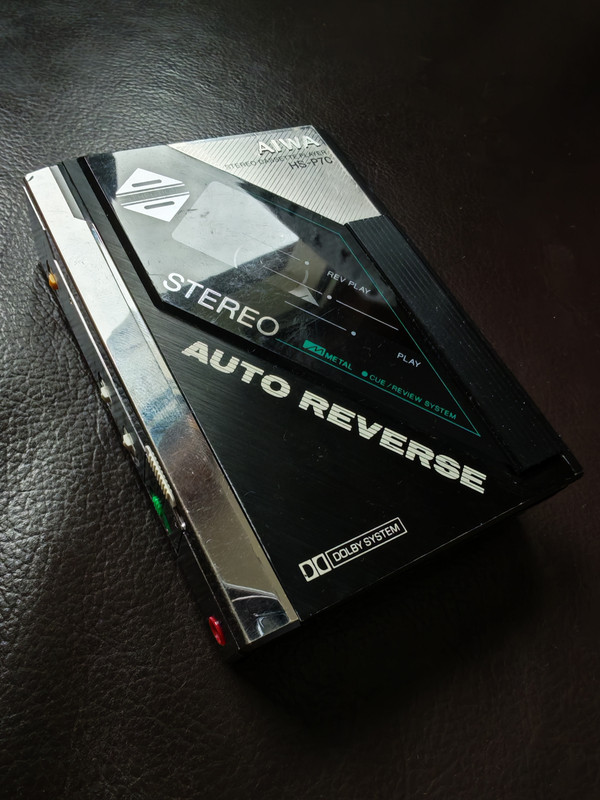 AIWA
STEREO CASSETTE PLAYER
HS-P70
REV PLAY
STEREO
PLAY
METAL ● CUE / REVIEW SYSTEM
AUTO REVERSE
DOLBY SYSTEM